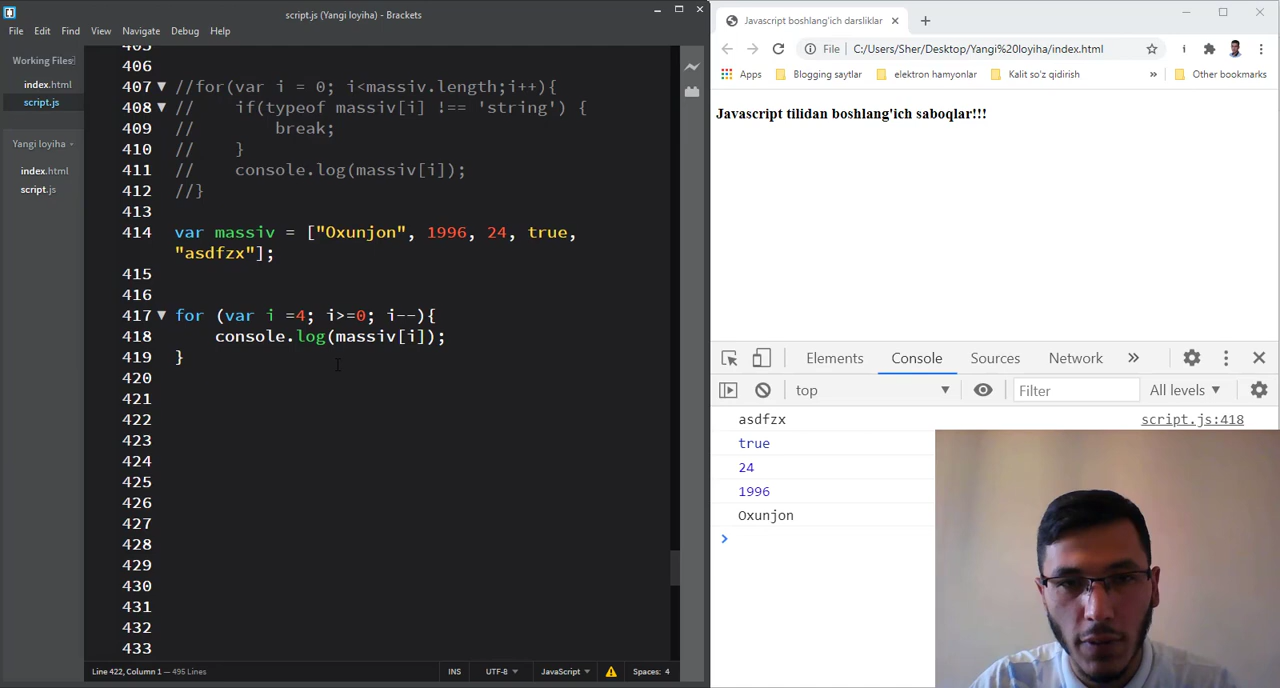 script.js (Yangi loyiha) - Brackets
File Edit Find View Navigate Debug Help
Working Files
index.html
script.js
Yangi loyiha
index.html
script.js
405
406
407 //for(var i = 0; i<massiv.length;i++){
408 //    if(typeof massiv[i] !== 'string') {
409 //        break;
410 //    }
411 //    console.log(massiv[i]);
412 //}
413
414 var massiv = ["Oxunjon", 1996, 24, true,
"asdfzx"];
415
416
417 for (var i =4; i>=0; i--){
418     console.log(massiv[i]);
419 }
420
421
422
423
424
425
426
427
428
429
430
431
432
433
Line 422, Column 1 — 495 Lines
INS UTF-8 JavaScript Spaces: 4
Javascript boshlang'ich darsliklar
File C:/Users/Sher/Desktop/Yangi%20loyiha/index.html
Apps Blogging saytlar elektron hamyonlar Kalit so'z qidirish » Other bookmarks
Javascript tilidan boshlang'ich saboqlar!!!
Elements Console Sources Network »
top Filter All levels
asdfzx script.js:418
true
24
1996
Oxunjon